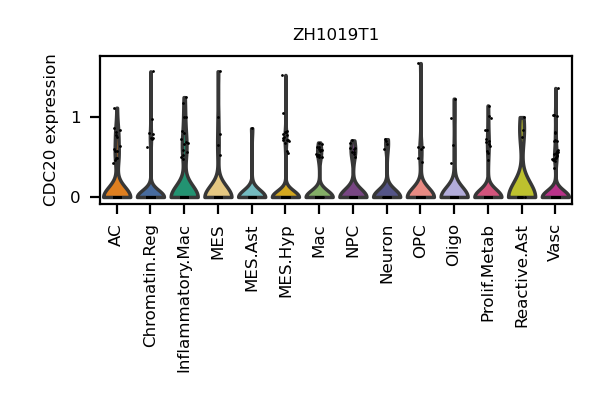 ZH1019T1
CDC20 expression
1
0
AC
Chromatin.Reg
Inflammatory.Mac
MES
MES.Ast
MES.Hyp
Mac
NPC
Neuron
OPC
Oligo
Prolif.Metab
Reactive.Ast
Vasc